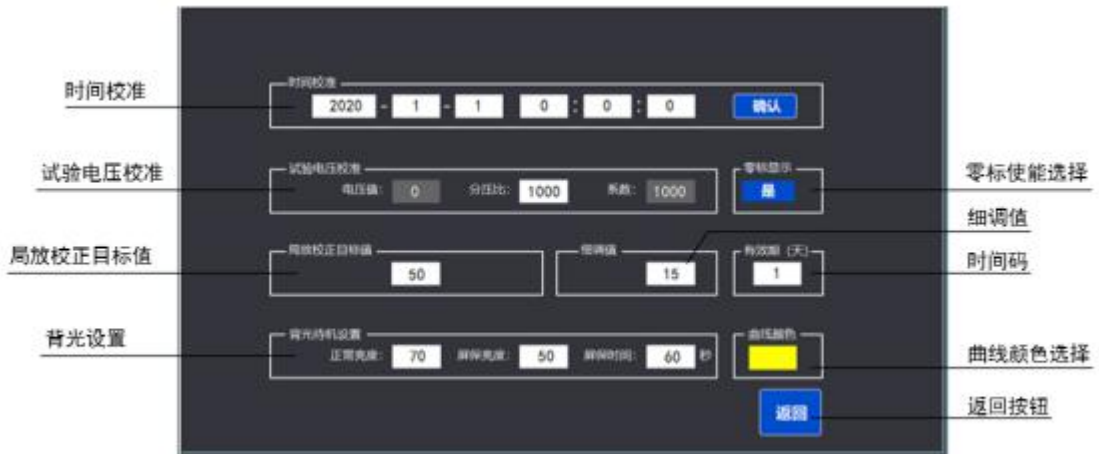 时间校准
2020 - 1 - 1 0 : 0 : 0 确认
时间校准
试验电压校准 零标显示
电压值: 0 分压比: 1000 系数: 1000 是
试验电压校准 零标使能选择
细调值
局放校正目标值 细调值 有效期 (天)
50 15 1
局放校正目标值 时间码
背光待机设置 曲线颜色
正常亮度: 70 屏保亮度: 50 屏保时间: 60 秒
背光设置 曲线颜色选择
返回 返回按钮